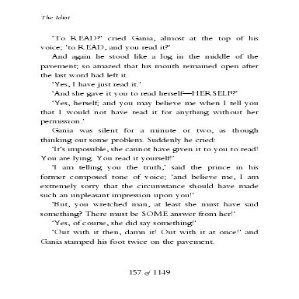 The Idiot
'To READ?' cried Gania, almost at the top of his
voice; 'to READ, and you read it?'
And again he stood like a log in the middle of the
pavement; so amazed that his mouth remained open after
the last word had left it.
'Yes, I have just read it.'
'And she gave it you to read herself—HERSELF?'
'Yes, herself; and you may believe me when I tell you
that I would not have read it for anything without her
permission.'
Gania was silent for a minute or two, as though
thinking out some problem. Suddenly he cried:
'It's impossible, she cannot have given it to you to read!
You are lying. You read it yourself!'
'I am telling you the truth,' said the prince in his
former composed tone of voice; 'and believe me, I am
extremely sorry that the circumstance should have made
such an unpleasant impression upon you!'
'But, you wretched man, at least she must have said
something? There must be SOME answer from her!'
'Yes, of course, she did say something!'
'Out with it then, damn it! Out with it at once!' and
Gania stamped his foot twice on the pavement.
157 of 1149